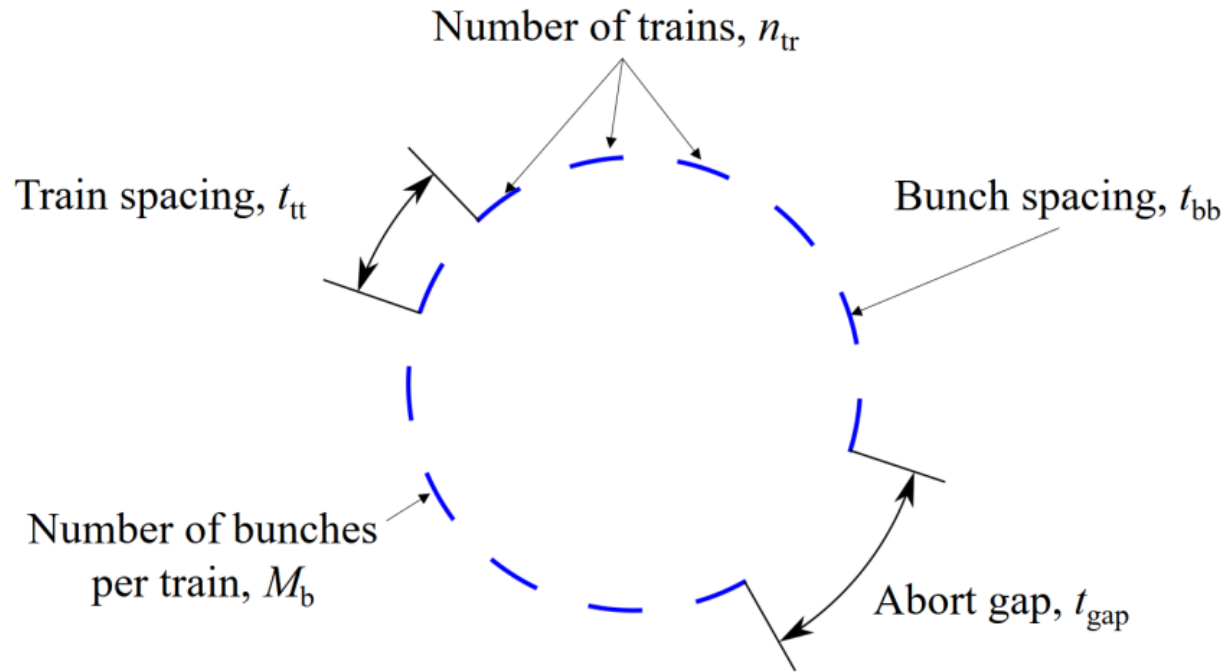 Number of trains, n_tr
Train spacing, t_tt
Bunch spacing, t_bb
Number of bunches
per train, M_b
Abort gap, t_gap